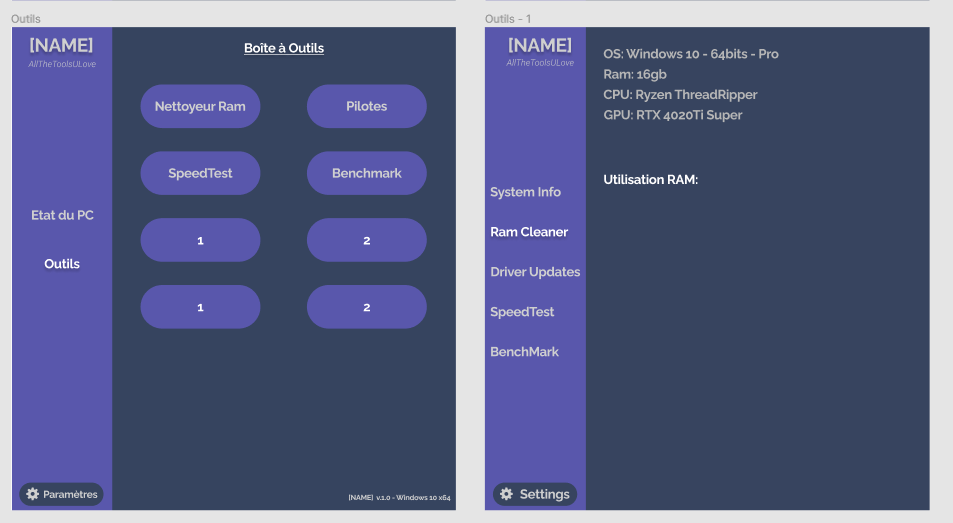 Outils
[NAME]
AllTheToolsULove
Boîte à Outils
Nettoyeur Ram
Pilotes
SpeedTest
Benchmark
Etat du PC
1
2
Outils
1
2
Paramètres
[NAME] v.1.0 - Windows 10 x64
Outils - 1
[NAME]
AllTheToolsULove
OS: Windows 10 - 64bits - Pro
Ram: 16gb
CPU: Ryzen ThreadRipper
GPU: RTX 4020Ti Super
Utilisation RAM:
System Info
Ram Cleaner
Driver Updates
SpeedTest
BenchMark
Settings